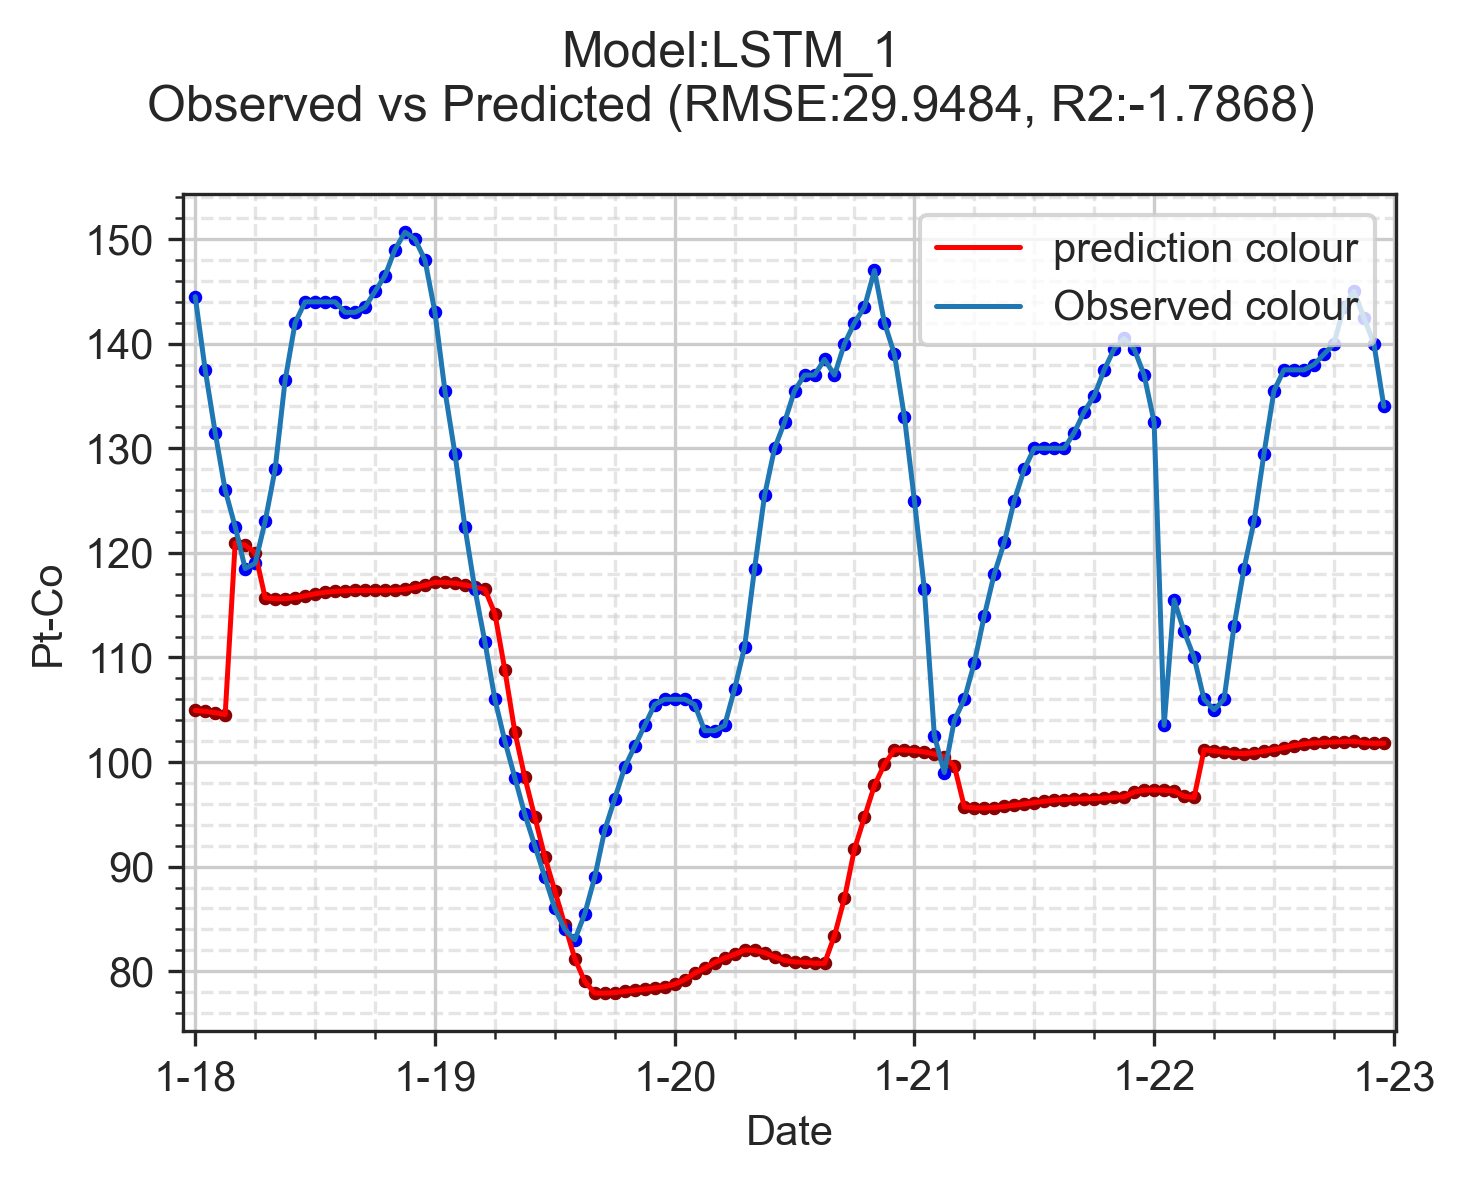 Model:LSTM_1
Observed vs Predicted (RMSE:29.9484, R2:-1.7868)
prediction colour
Observed colour
150
140
130
120
110
100
90
80
Pt-Co
1-18
1-19
1-20
1-21
1-22
1-23
Date